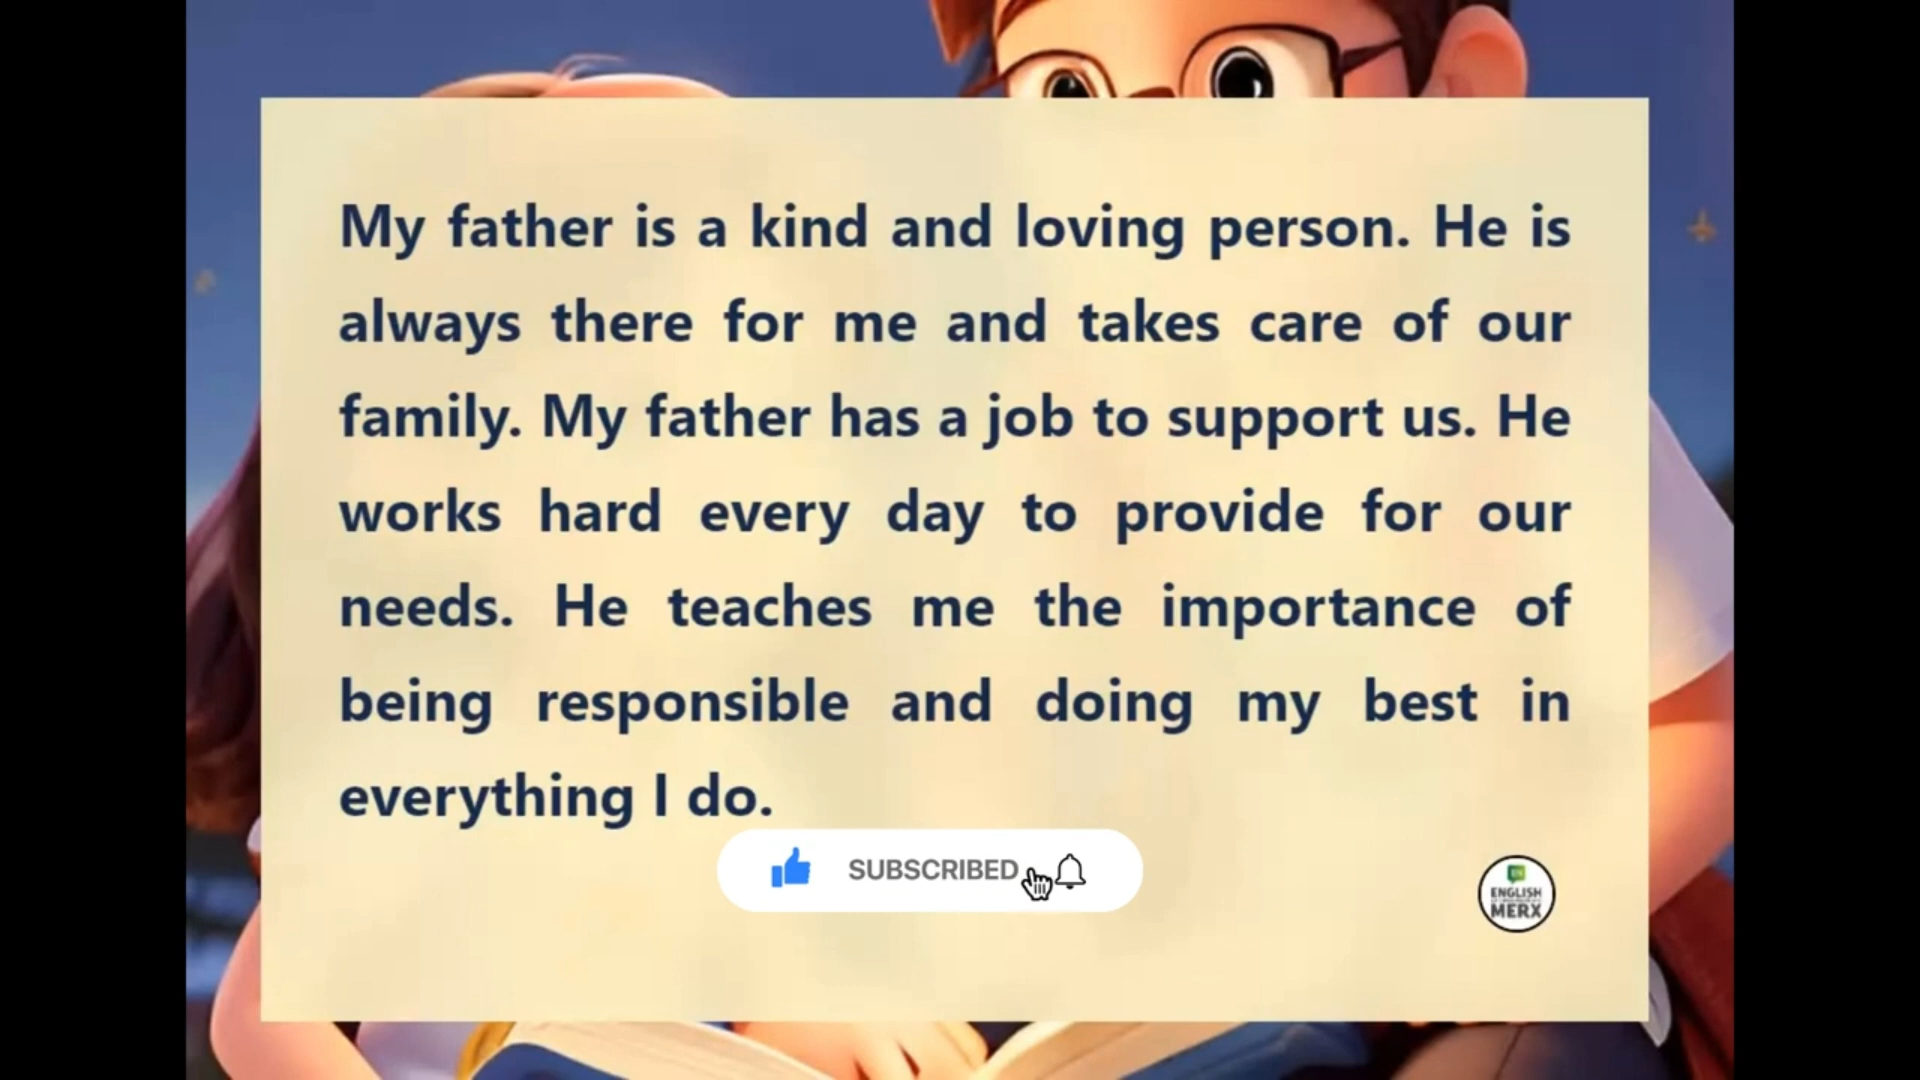 My father is a kind and loving person. He is
always there for me and takes care of our
family. My father has a job to support us. He
works hard every day to provide for our
needs. He teaches me the importance of
being responsible and doing my best in
everything I do.
SUBSCRIBED
ENGLISH
MERX